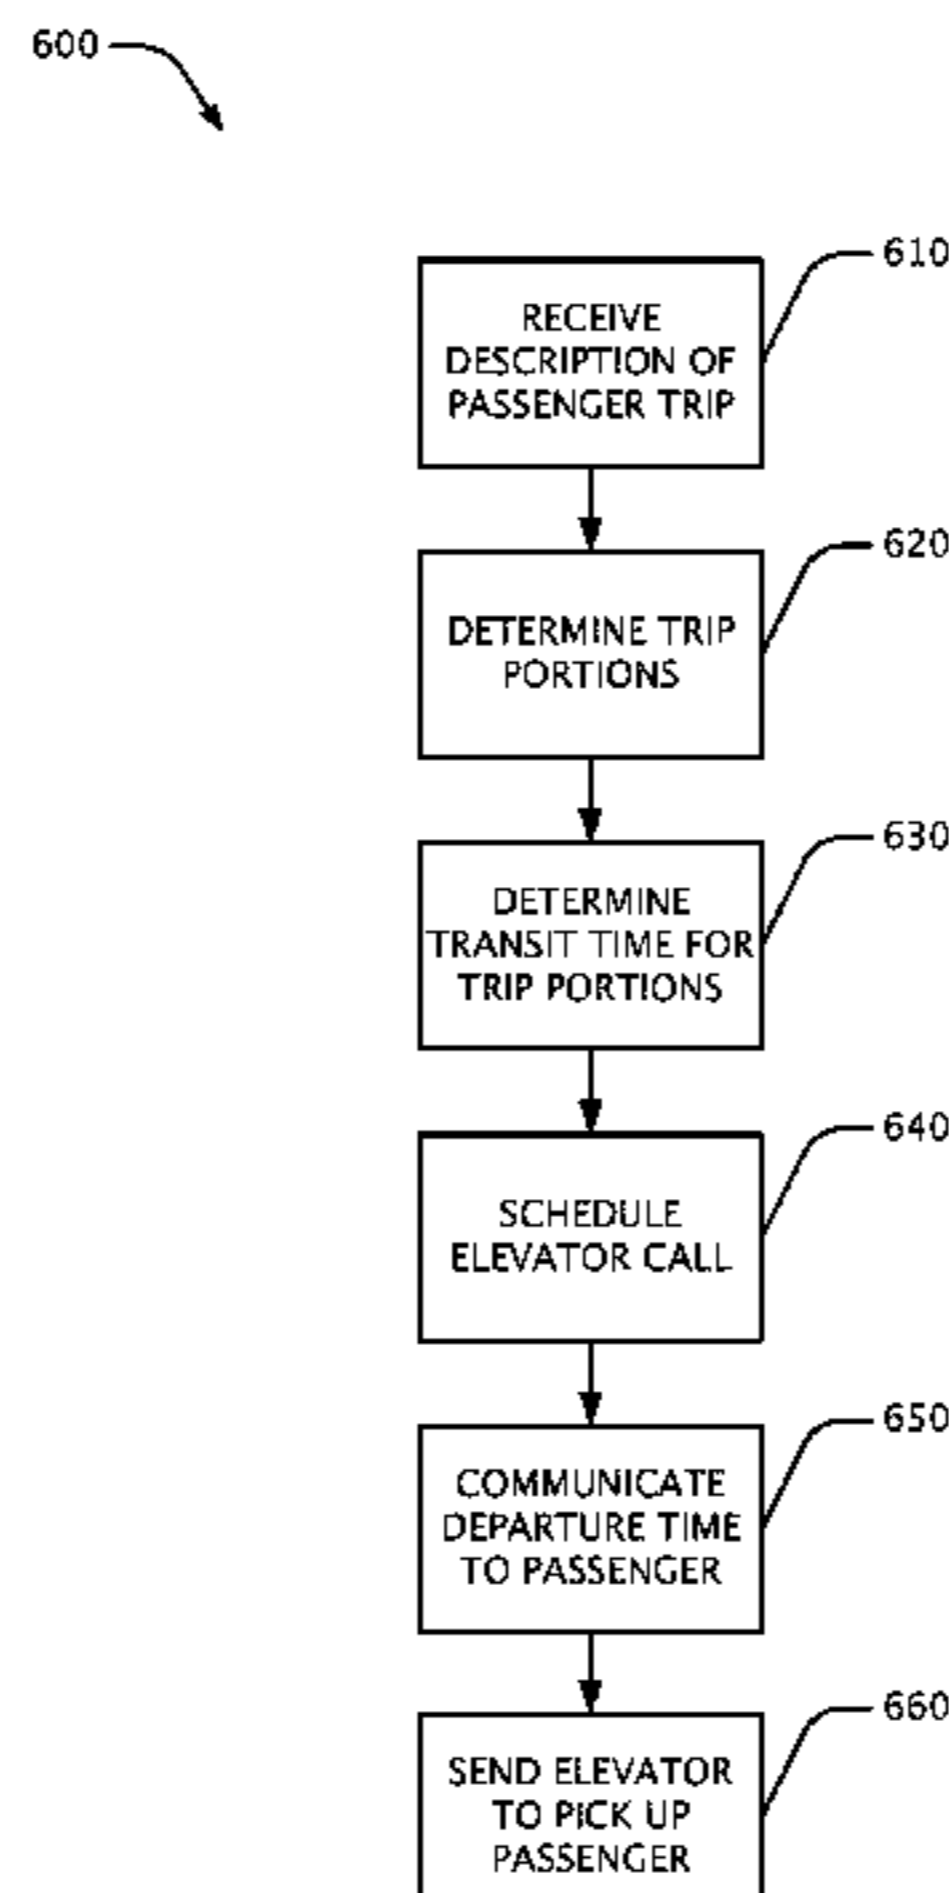 600
610
RECEIVE
DESCRIPTION OF
PASSENGER TRIP
620
DETERMINE TRIP
PORTIONS
630
DETERMINE
TRANSIT TIME FOR
TRIP PORTIONS
640
SCHEDULE
ELEVATOR CALL
650
COMMUNICATE
DEPARTURE TIME
TO PASSENGER
660
SEND ELEVATOR
TO PICK UP
PASSENGER